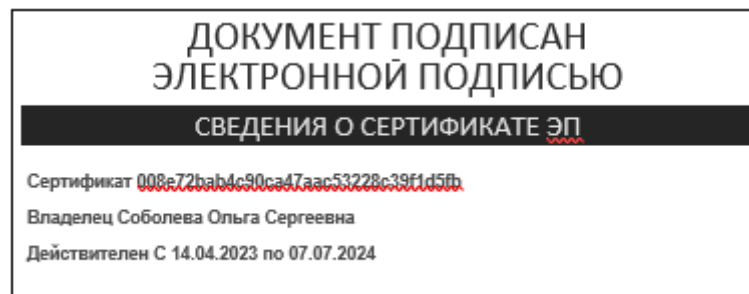 ДОКУМЕНТ ПОДПИСАН
ЭЛЕКТРОННОЙ ПОДПИСЬЮ
СВЕДЕНИЯ О СЕРТИФИКАТЕ ЭП
Сертификат 008e72bab4c90ca47aac53228c39f1d5fb
Владелец Соболева Ольга Сергеевна
Действителен С 14.04.2023 по 07.07.2024